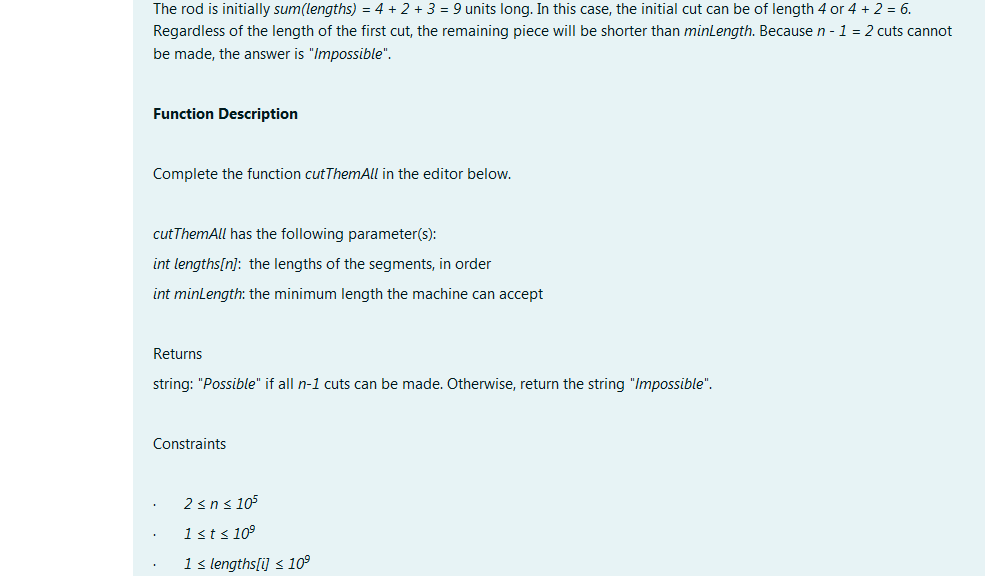 The rod is initially sum(lengths) = 4 + 2 + 3 = 9 units long. In this case, the initial cut can be of length 4 or 4 + 2 = 6.
Regardless of the length of the first cut, the remaining piece will be shorter than minLength. Because n - 1 = 2 cuts cannot
be made, the answer is "Impossible".
Function Description
Complete the function cutThemAll in the editor below.
cutThemAll has the following parameter(s):
int lengths[n]: the lengths of the segments, in order
int minLength: the minimum length the machine can accept
Returns
string: "Possible" if all n-1 cuts can be made. Otherwise, return the string "Impossible".
Constraints
· 2 ≤ n ≤ 10⁵
· 1 ≤ t ≤ 10⁹
· 1 ≤ lengths[i] ≤ 10⁹